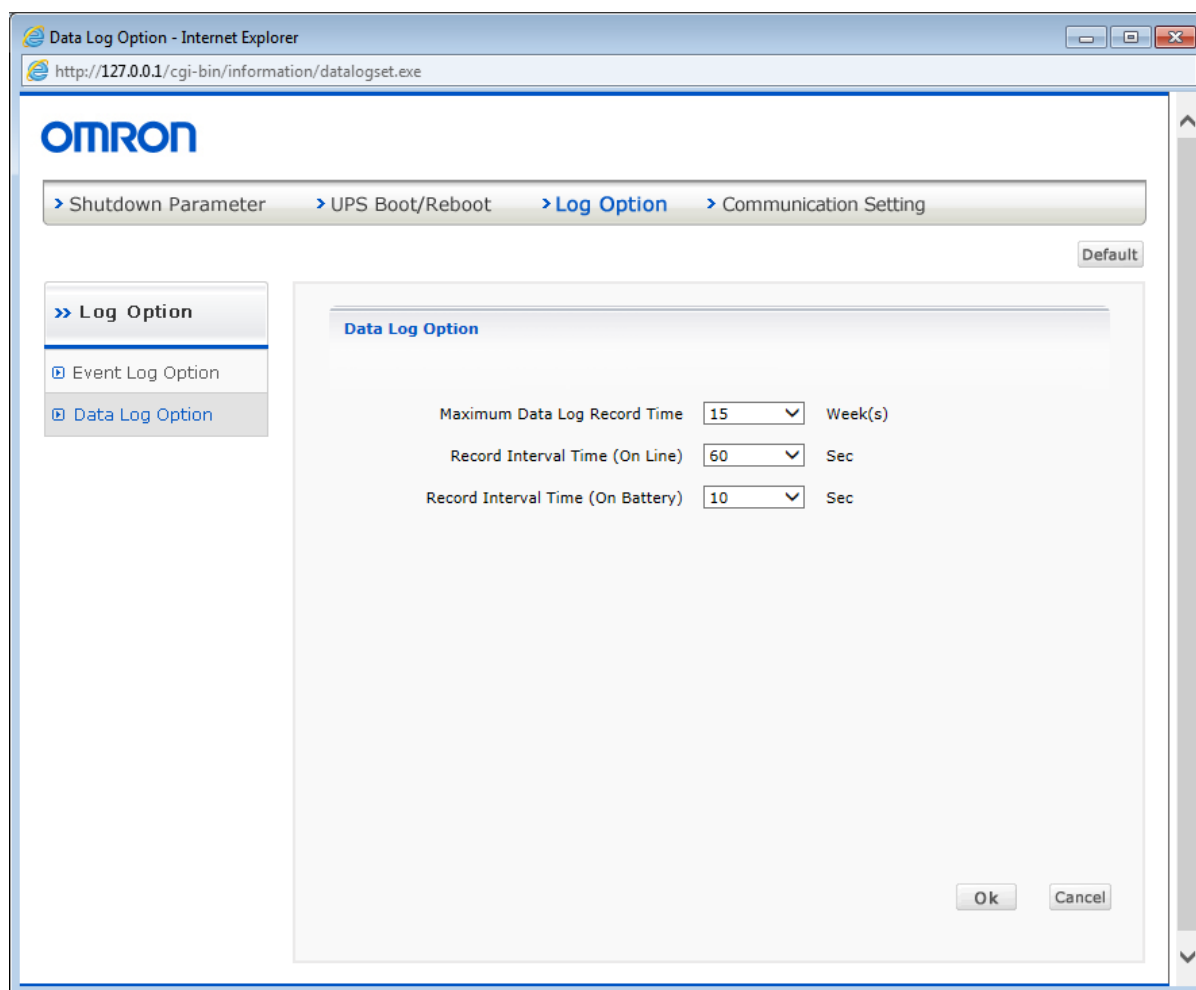 Data Log Option - Internet Explorer
http://127.0.0.1/cgi-bin/information/datalogset.exe
OMRON
Shutdown Parameter UPS Boot/Reboot Log Option Communication Setting
Default
Log Option
Event Log Option
Data Log Option
Data Log Option
Maximum Data Log Record Time 15 Week(s)
Record Interval Time (On Line) 60 Sec
Record Interval Time (On Battery) 10 Sec
Ok Cancel